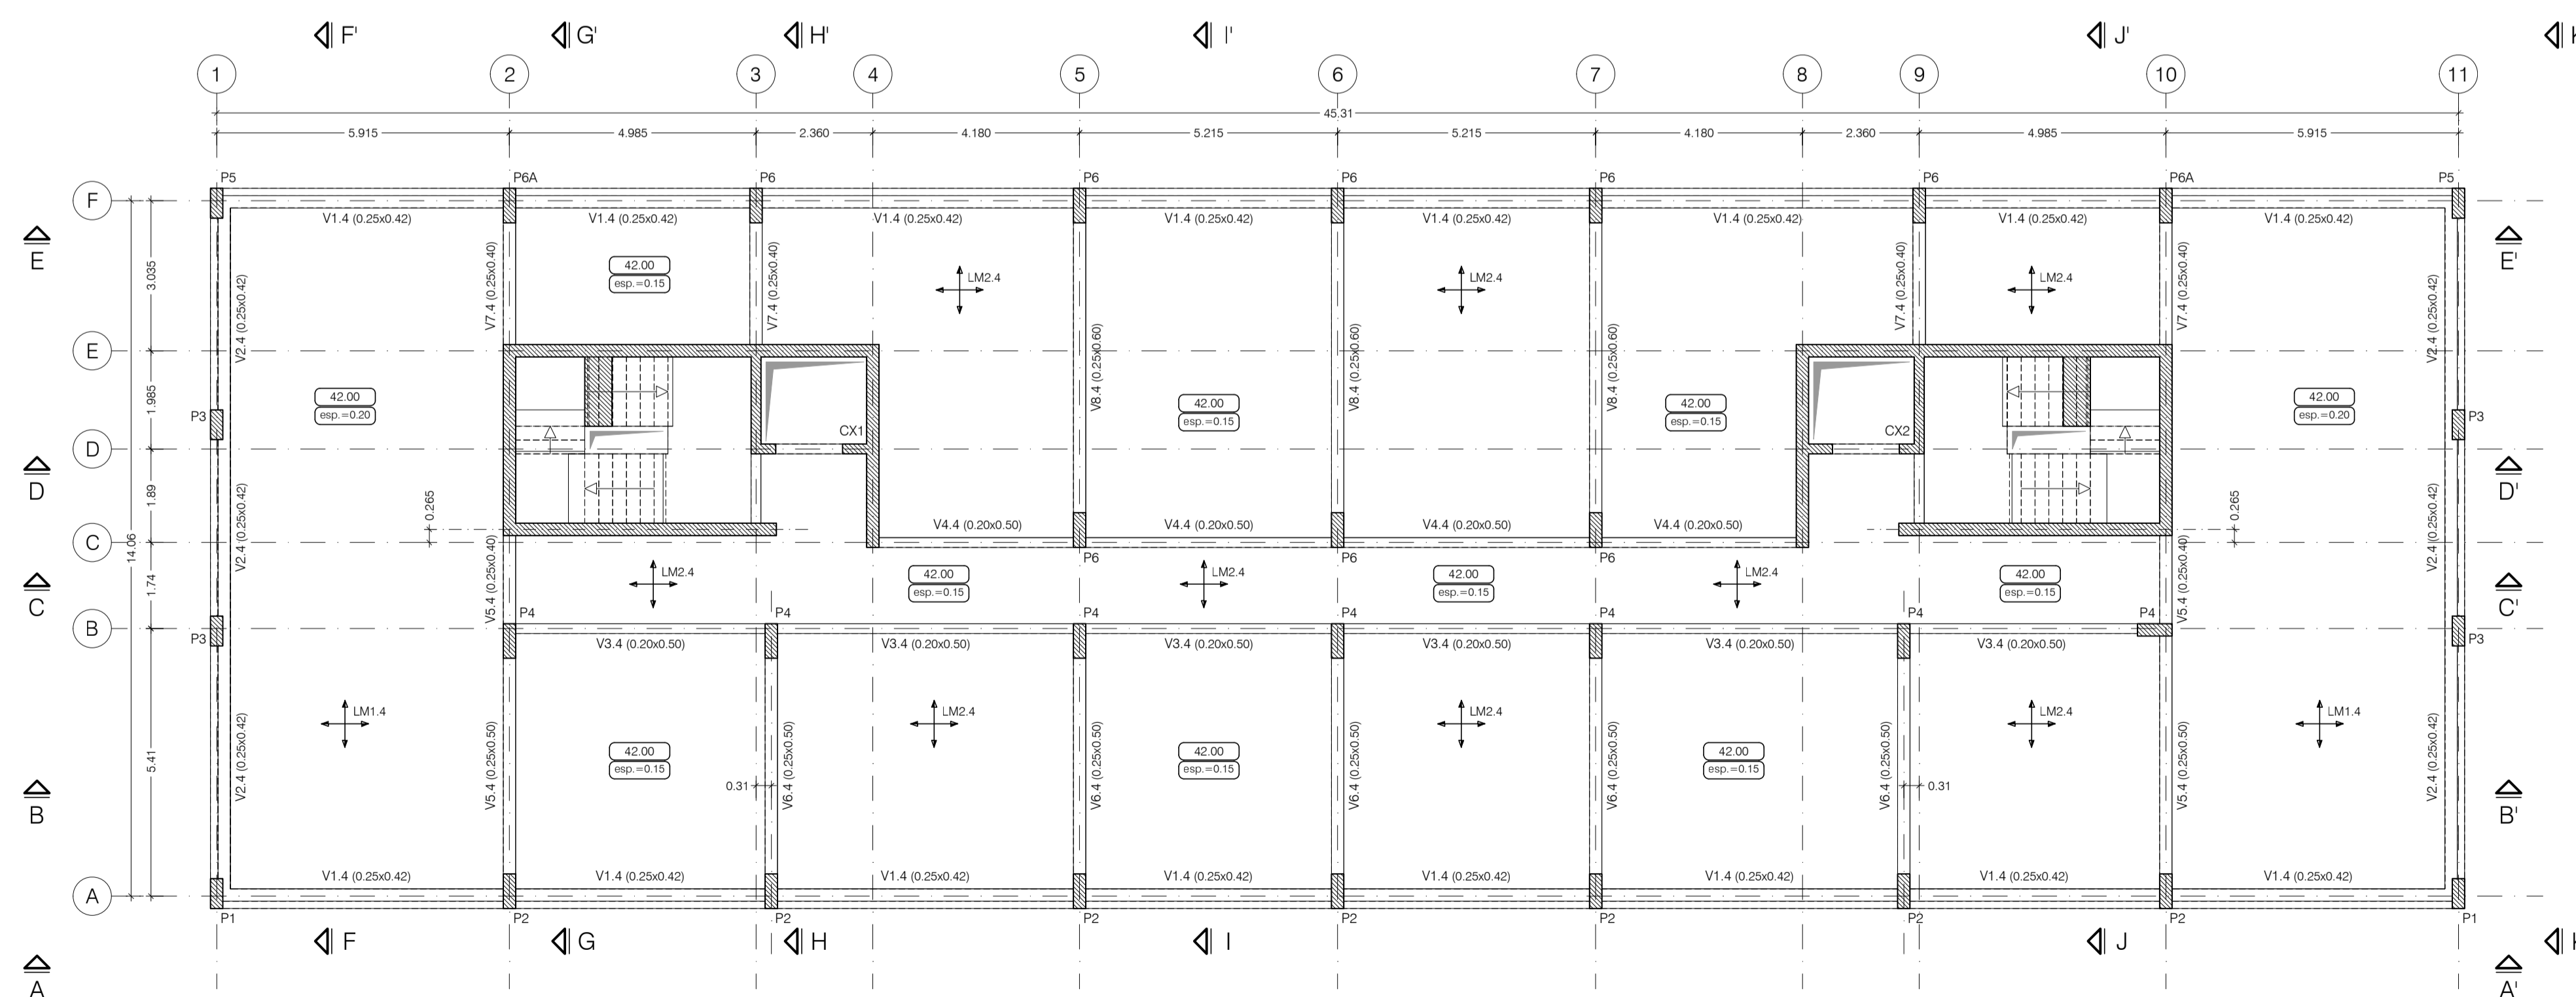 F' G' H' I' J' K
1 2 3 4 5 6 7 8 9 10 11
45.31
5.915 4.985 2.360 4.180 5.215 5.215 4.180 2.360 4.985 5.915
P5 P6A P6 P6 P6 P6 P6 P6A P5
F
V1.4 (0.25x0.42) V1.4 (0.25x0.42) V1.4 (0.25x0.42) V1.4 (0.25x0.42) V1.4 (0.25x0.42) V1.4 (0.25x0.42) V1.4 (0.25x0.42) V1.4 (0.25x0.42)
E E'
3.035
V2.4 (0.25x0.42) V7.4 (0.25x0.40) V7.4 (0.25x0.40) V7.4 (0.25x0.40) V7.4 (0.25x0.40) V2.4 (0.25x0.42)
42.00
esp.=0.15
LM2.4 LM2.4 LM2.4
V8.4 (0.25x0.60) V8.4 (0.25x0.60) V8.4 (0.25x0.60)
E
1.985
42.00 42.00 42.00 42.00
esp.=0.20 esp.=0.15 esp.=0.15 esp.=0.20
P3 P3
CX1 CX2
D
D D'
1.89
0.265 0.265
V2.4 (0.25x0.42) V2.4 (0.25x0.42)
V4.4 (0.20x0.50) V4.4 (0.20x0.50) V4.4 (0.20x0.50) V4.4 (0.20x0.50)
C
14.06
P6 P6 P6
V5.4 (0.25x0.40) V5.4 (0.25x0.40)
1.74
LM2.4 LM2.4 LM2.4
42.00 42.00 42.00
esp.=0.15 esp.=0.15 esp.=0.15
C C'
P4 P4 P4 P4 P4 P4 P4
B
P3 P3
V3.4 (0.20x0.50) V3.4 (0.20x0.50) V3.4 (0.20x0.50) V3.4 (0.20x0.50) V3.4 (0.20x0.50) V3.4 (0.20x0.50)
LM1.4 LM2.4 LM2.4 LM2.4 LM1.4
5.41
V2.4 (0.25x0.42) V5.4 (0.25x0.50) V6.4 (0.25x0.50) V6.4 (0.25x0.50) V6.4 (0.25x0.50) V6.4 (0.25x0.50) V6.4 (0.25x0.50) V5.4 (0.25x0.50) V2.4 (0.25x0.42)
42.00 42.00 42.00
esp.=0.15 esp.=0.15 esp.=0.15
0.31 0.31
B B'
V1.4 (0.25x0.42) V1.4 (0.25x0.42) V1.4 (0.25x0.42) V1.4 (0.25x0.42) V1.4 (0.25x0.42) V1.4 (0.25x0.42) V1.4 (0.25x0.42) V1.4 (0.25x0.42)
A
P1 P2 P2 P2 P2 P2 P2 P2 P1
F G H I J
A A'